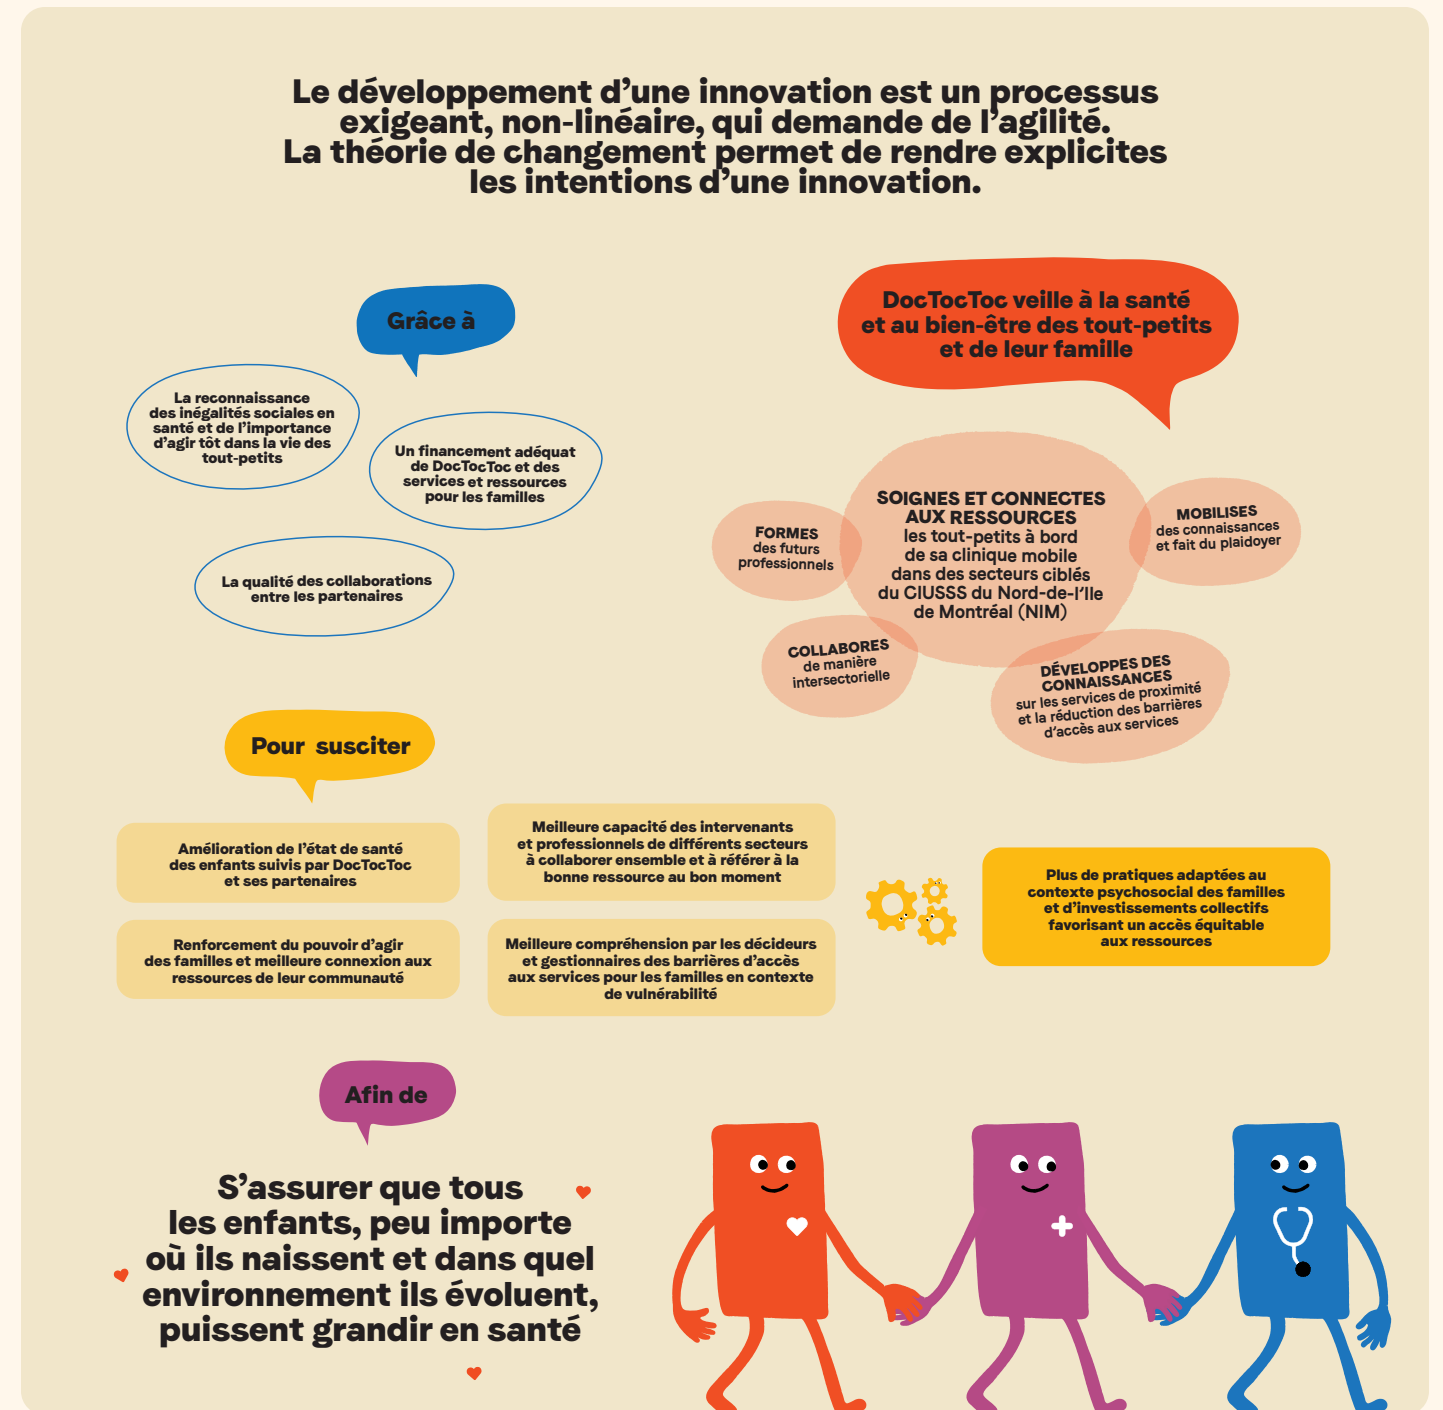 Le développement d’une innovation est un processus
exigeant, non-linéaire, qui demande de l’agilité.
La théorie de changement permet de rendre explicites
les intentions d’une innovation.
Grâce à
La reconnaissance
des inégalités sociales en
santé et de l’importance
d’agir tôt dans la vie des
tout-petits
Un financement adéquat
de DocTocToc et des
services et ressources
pour les familles
La qualité des collaborations
entre les partenaires
DocTocToc veille à la santé
et au bien-être des tout-petits
et de leur famille
SOIGNES ET CONNECTES
AUX RESSOURCES
les tout-petits à bord
de sa clinique mobile
dans des secteurs ciblés
du CIUSSS du Nord-de-l’Ile
de Montréal (NIM)
FORMES
des futurs
professionnels
MOBILISES
des connaissances
et fait du plaidoyer
COLLABORES
de manière
intersectorielle
DÉVELOPPES DES
CONNAISSANCES
sur les services de proximité
et la réduction des barrières
d’accès aux services
Pour susciter
Amélioration de l’état de santé
des enfants suivis par DocTocToc
et ses partenaires
Meilleure capacité des intervenants
et professionnels de différents secteurs
à collaborer ensemble et à référer à la
bonne ressource au bon moment
Renforcement du pouvoir d’agir
des familles et meilleure connexion aux
ressources de leur communauté
Meilleure compréhension par les décideurs
et gestionnaires des barrières d’accès
aux services pour les familles en contexte
de vulnérabilité
Plus de pratiques adaptées au
contexte psychosocial des familles
et d’investissements collectifs
favorisant un accès équitable
aux ressources
Afin de
S’assurer que tous
les enfants, peu importe
où ils naissent et dans quel
environnement ils évoluent,
puissent grandir en santé